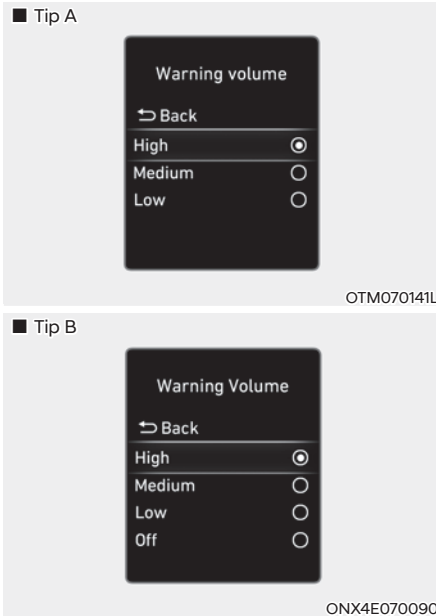 ■ Tip A
Warning volume
Back
High
Medium
Low
OTM070141L
■ Tip B
Warning Volume
Back
High
Medium
Low
Off
ONX4E070090